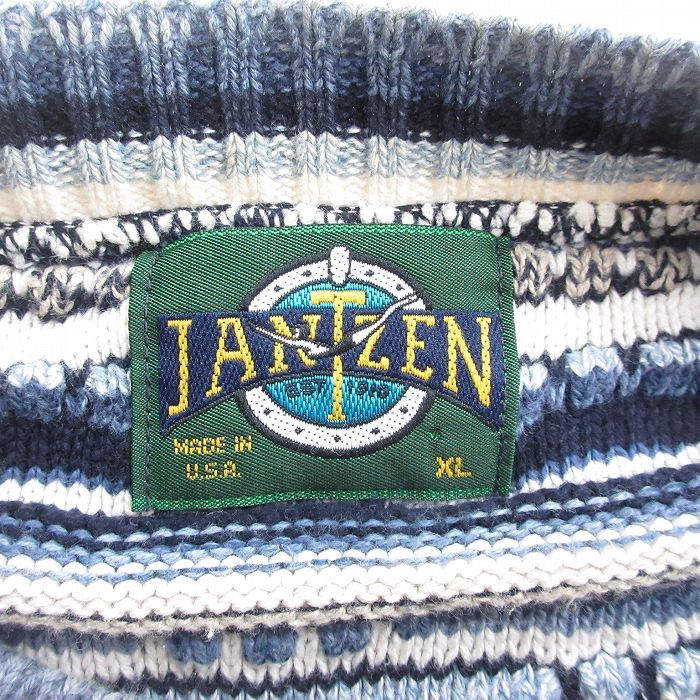 JANTZEN
EST 1910
MADE IN
U.S.A.
XL